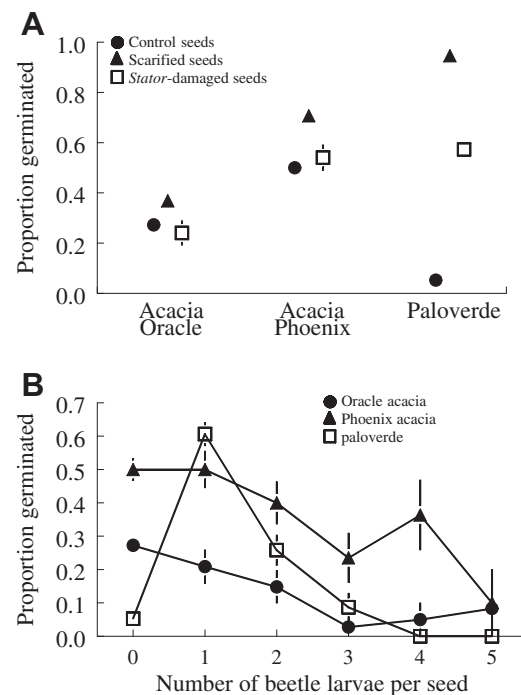 A
Control seeds
Scarified seeds
Stator-damaged seeds
Proportion germinated
1.0
0.8
0.6
0.4
0.2
0.0
Acacia Oracle
Acacia Phoenix
Paloverde
B
Oracle acacia
Phoenix acacia
paloverde
Proportion germinated
0.7
0.6
0.5
0.4
0.3
0.2
0.1
0.0
0 1 2 3 4 5
Number of beetle larvae per seed